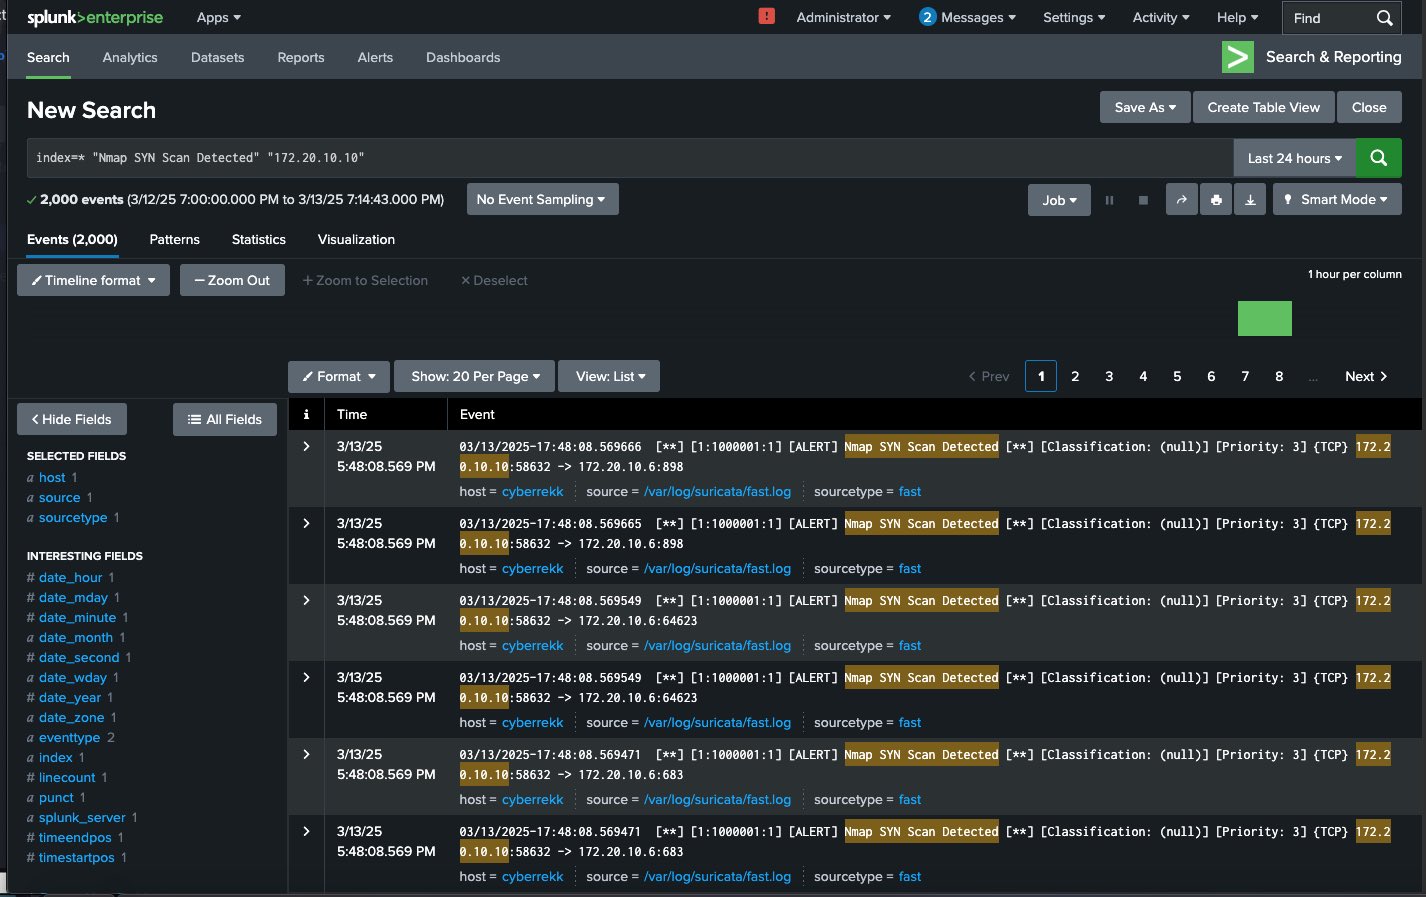 splunk>enterprise Apps Administrator 2 Messages Settings Activity Help Find
Search Analytics Datasets Reports Alerts Dashboards Search & Reporting
New Search Save As Create Table View Close
index=* "Nmap SYN Scan Detected" "172.20.10.10" Last 24 hours
2,000 events (3/12/25 7:00:00.000 PM to 3/13/25 7:14:43.000 PM) No Event Sampling Job Smart Mode
Events (2,000) Patterns Statistics Visualization
Timeline format — Zoom Out + Zoom to Selection × Deselect 1 hour per column
Format Show: 20 Per Page View: List < Prev 1 2 3 4 5 6 7 8 ... Next >
< Hide Fields All Fields
SELECTED FIELDS
a host 1
a source 1
a sourcetype 1
INTERESTING FIELDS
# date_hour 1
# date_mday 1
# date_minute 1
a date_month 1
# date_second 1
a date_wday 1
# date_year 1
a date_zone 1
a eventtype 2
a index 1
# linecount 1
a punct 1
a splunk_server 1
# timeendpos 1
# timestartpos 1
i Time Event
3/13/25 03/13/2025-17:48:08.569666 [**] [1:1000001:1] [ALERT] Nmap SYN Scan Detected [**] [Classification: (null)] [Priority: 3] {TCP} 172.2
5:48:08.569 PM 0.10.10:58632 -> 172.20.10.6:898
host = cyberrekk source = /var/log/suricata/fast.log sourcetype = fast
3/13/25 03/13/2025-17:48:08.569665 [**] [1:1000001:1] [ALERT] Nmap SYN Scan Detected [**] [Classification: (null)] [Priority: 3] {TCP} 172.2
5:48:08.569 PM 0.10.10:58632 -> 172.20.10.6:898
host = cyberrekk source = /var/log/suricata/fast.log sourcetype = fast
3/13/25 03/13/2025-17:48:08.569549 [**] [1:1000001:1] [ALERT] Nmap SYN Scan Detected [**] [Classification: (null)] [Priority: 3] {TCP} 172.2
5:48:08.569 PM 0.10.10:58632 -> 172.20.10.6:64623
host = cyberrekk source = /var/log/suricata/fast.log sourcetype = fast
3/13/25 03/13/2025-17:48:08.569549 [**] [1:1000001:1] [ALERT] Nmap SYN Scan Detected [**] [Classification: (null)] [Priority: 3] {TCP} 172.2
5:48:08.569 PM 0.10.10:58632 -> 172.20.10.6:64623
host = cyberrekk source = /var/log/suricata/fast.log sourcetype = fast
3/13/25 03/13/2025-17:48:08.569471 [**] [1:1000001:1] [ALERT] Nmap SYN Scan Detected [**] [Classification: (null)] [Priority: 3] {TCP} 172.2
5:48:08.569 PM 0.10.10:58632 -> 172.20.10.6:683
host = cyberrekk source = /var/log/suricata/fast.log sourcetype = fast
3/13/25 03/13/2025-17:48:08.569471 [**] [1:1000001:1] [ALERT] Nmap SYN Scan Detected [**] [Classification: (null)] [Priority: 3] {TCP} 172.2
5:48:08.569 PM 0.10.10:58632 -> 172.20.10.6:683
host = cyberrekk source = /var/log/suricata/fast.log sourcetype = fast